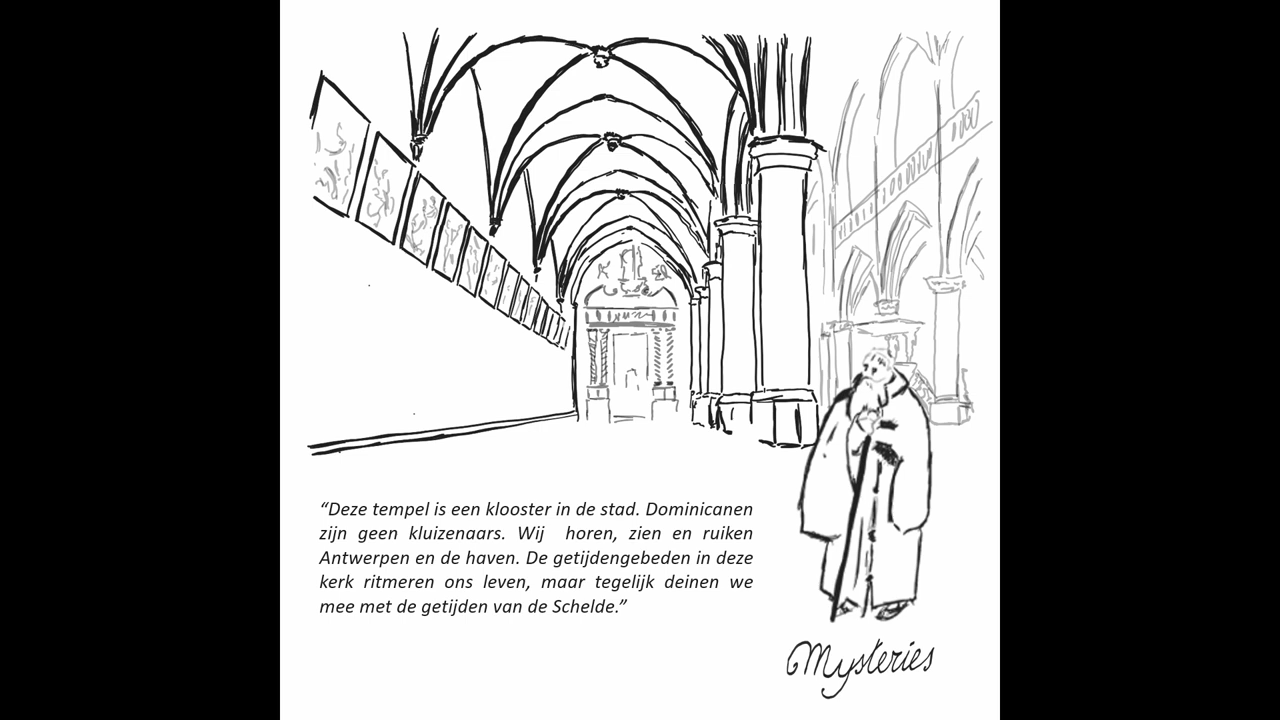 “Deze tempel is een klooster in de stad. Dominicanen
zijn geen kluizenaars. Wij horen, zien en ruiken
Antwerpen en de haven. De getijdengebeden in deze
kerk ritmeren ons leven, maar tegelijk deinen we
mee met de getijden van de Schelde.”
Mysteries